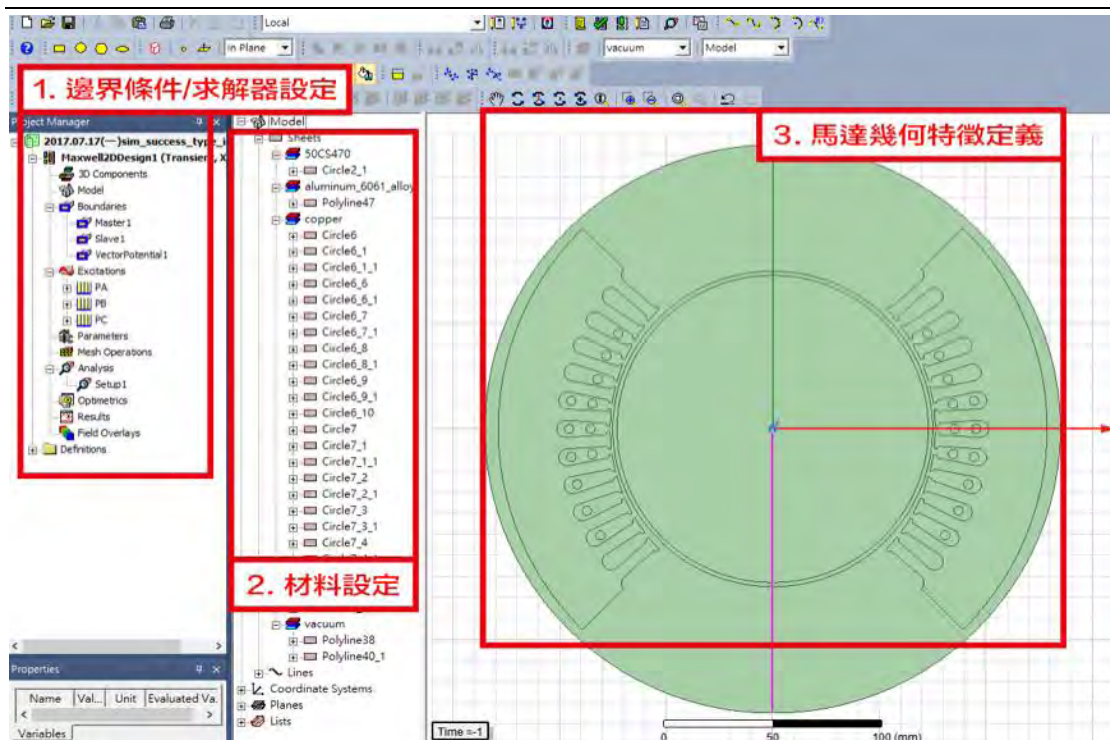 Local
In Plane
vacuum
Model
1. 邊界條件/求解器設定
3. 馬達幾何特徵定義
Project Manager
2017.07.17(一)sim_success_type_i
Maxwell2DDesign1 (Transient, X
3D Components
Model
Boundaries
Master1
Slave1
VectorPotential1
Excitations
PA
PB
PC
Parameters
Mesh Operations
Analysis
Setup1
Optimetrics
Results
Field Overlays
Definitions
Model
Sheets
50CS470
Circle2_1
aluminum_6061_alloy
Polyline47
copper
Circle6
Circle6_1
Circle6_1_1
Circle6_6
Circle6_6_1
Circle6_7
Circle6_7_1
Circle6_8
Circle6_8_1
Circle6_9
Circle6_9_1
Circle6_10
Circle7
Circle7_1
Circle7_1_1
Circle7_2
Circle7_2_1
Circle7_3
Circle7_3_1
Circle7_4
2. 材料設定
vacuum
Polyline38
Polyline40_1
Lines
Coordinate Systems
Planes
Lists
Properties
Name Val... Unit Evaluated Va.
Variables
Time =-1
0 50 100 (mm)